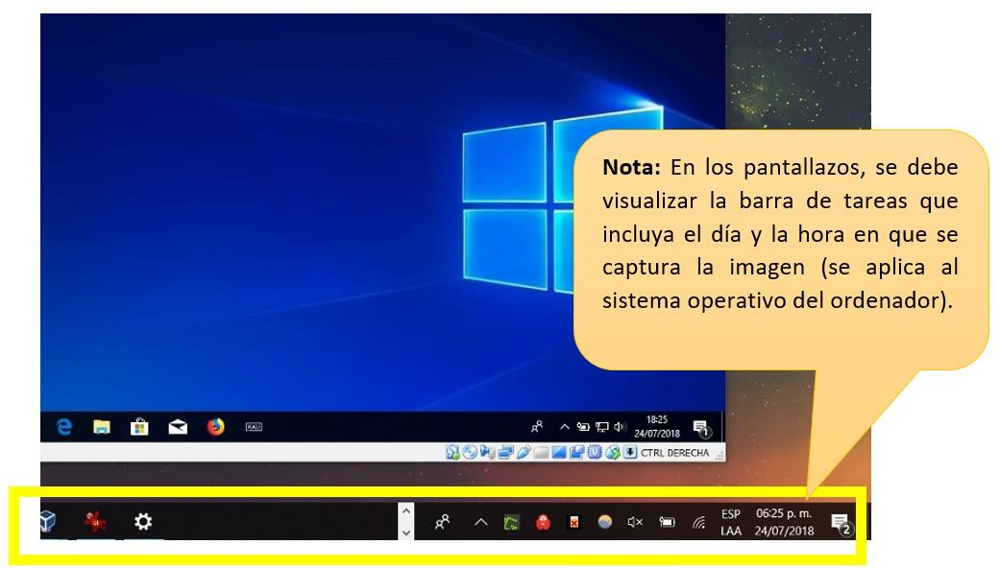 Nota: En los pantallazos, se debe
visualizar la barra de tareas que
incluya el día y la hora en que se
captura la imagen (se aplica al
sistema operativo del ordenador).
KALI
18:25
24/07/2018
1
CTRL DERECHA
ESP
LAA
06:25 p. m.
24/07/2018
2